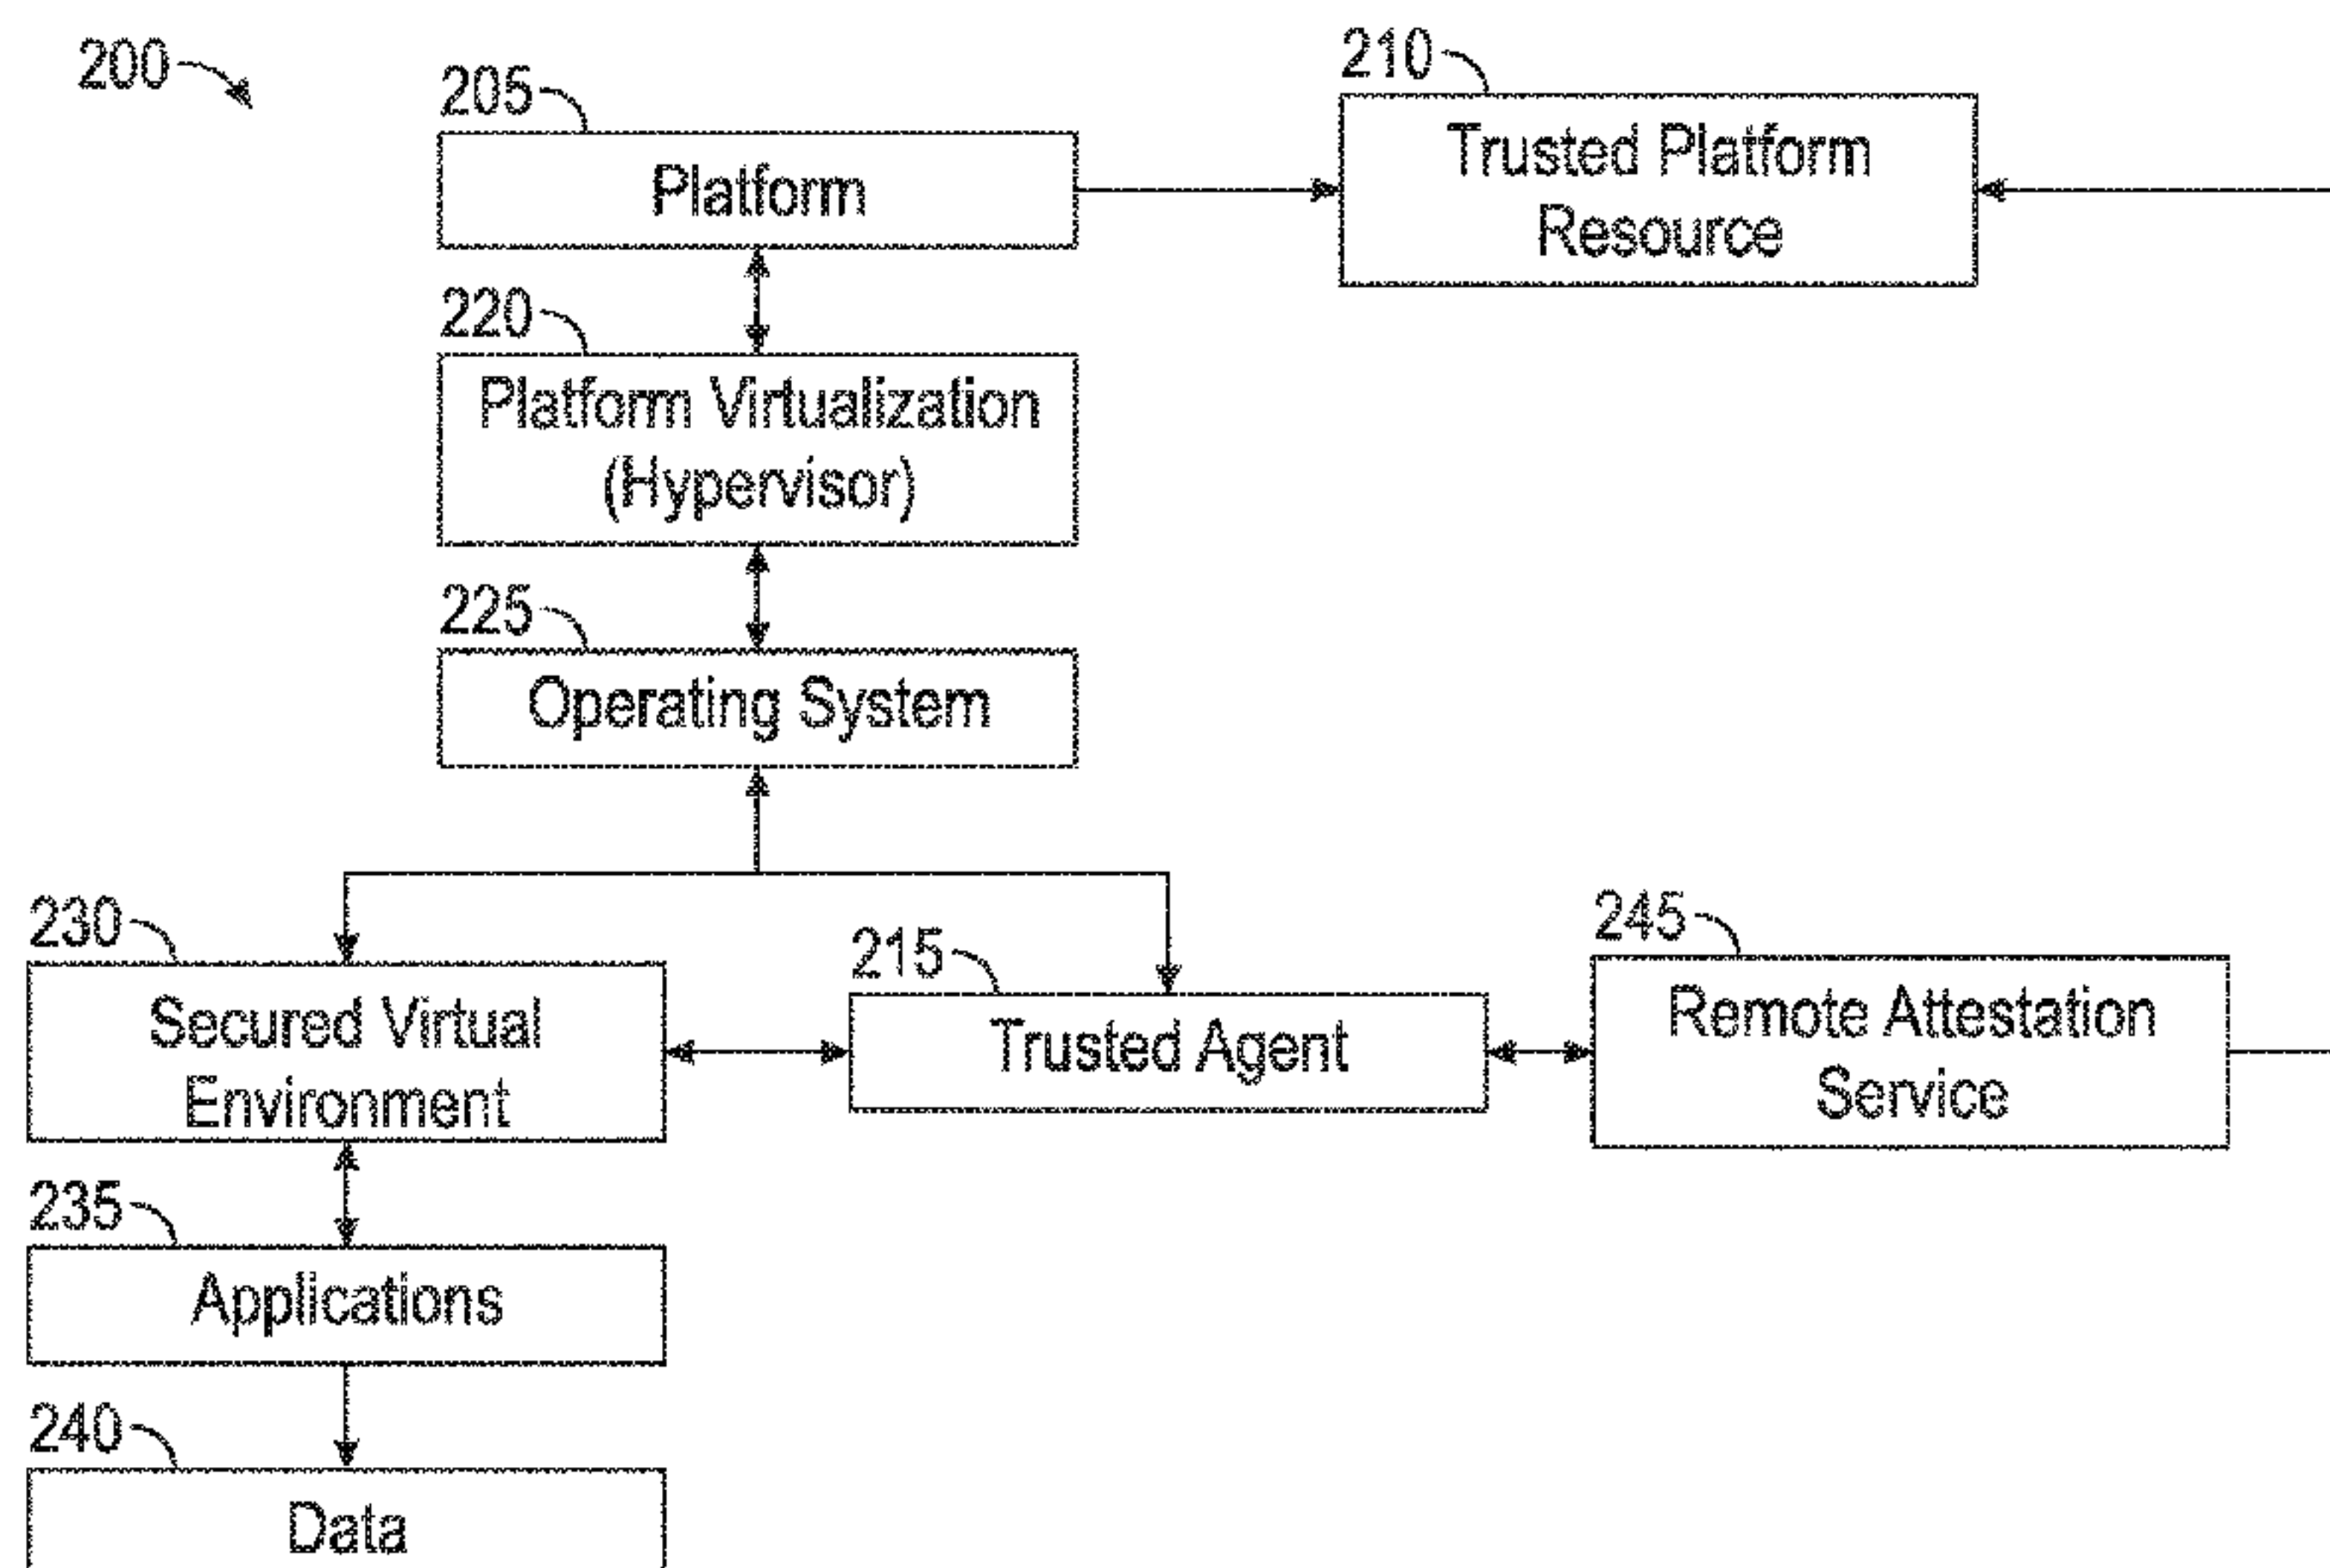 200
205
Platform
210
Trusted Platform
Resource
220
Platform Virtualization
(Hypervisor)
225
Operating System
230
Secured Virtual
Environment
215
Trusted Agent
245
Remote Attestation
Service
235
Applications
240
Data